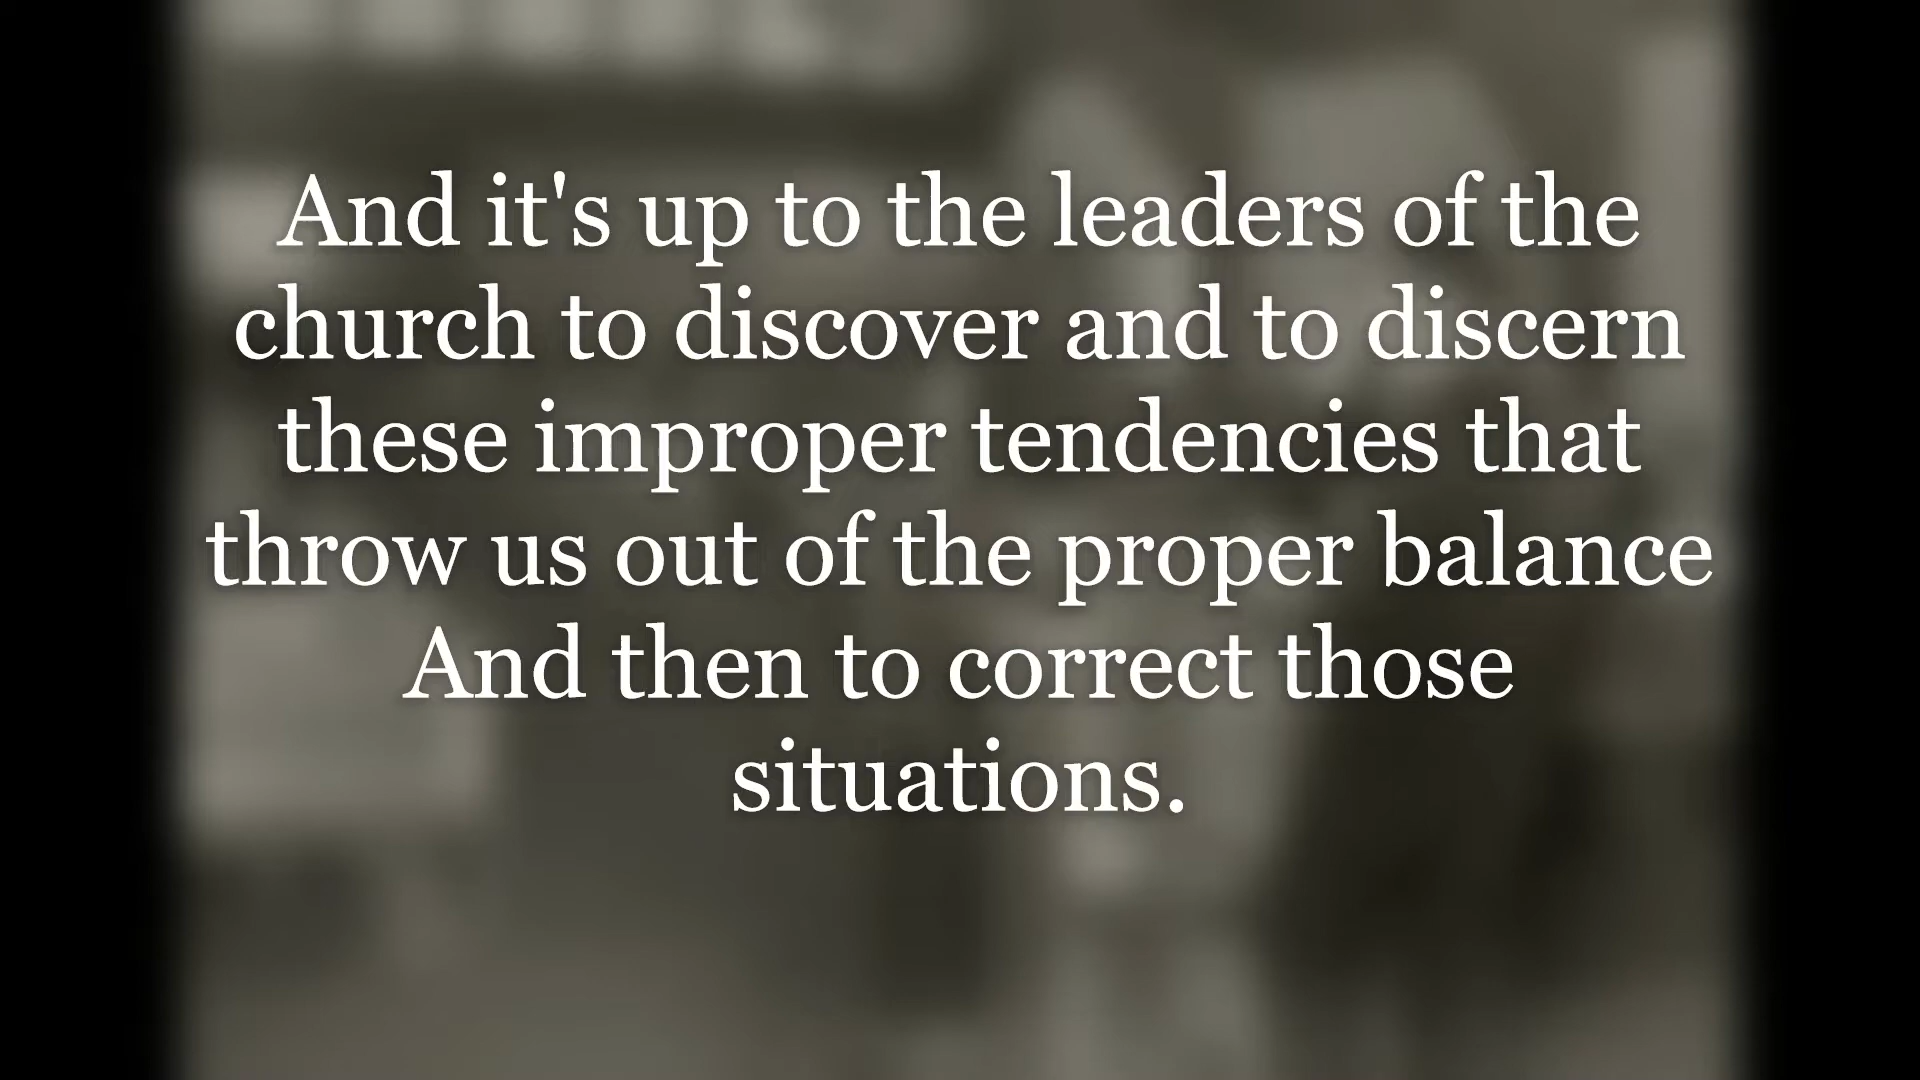 And it's up to the leaders of the
church to discover and to discern
these improper tendencies that
throw us out of the proper balance
And then to correct those
situations.